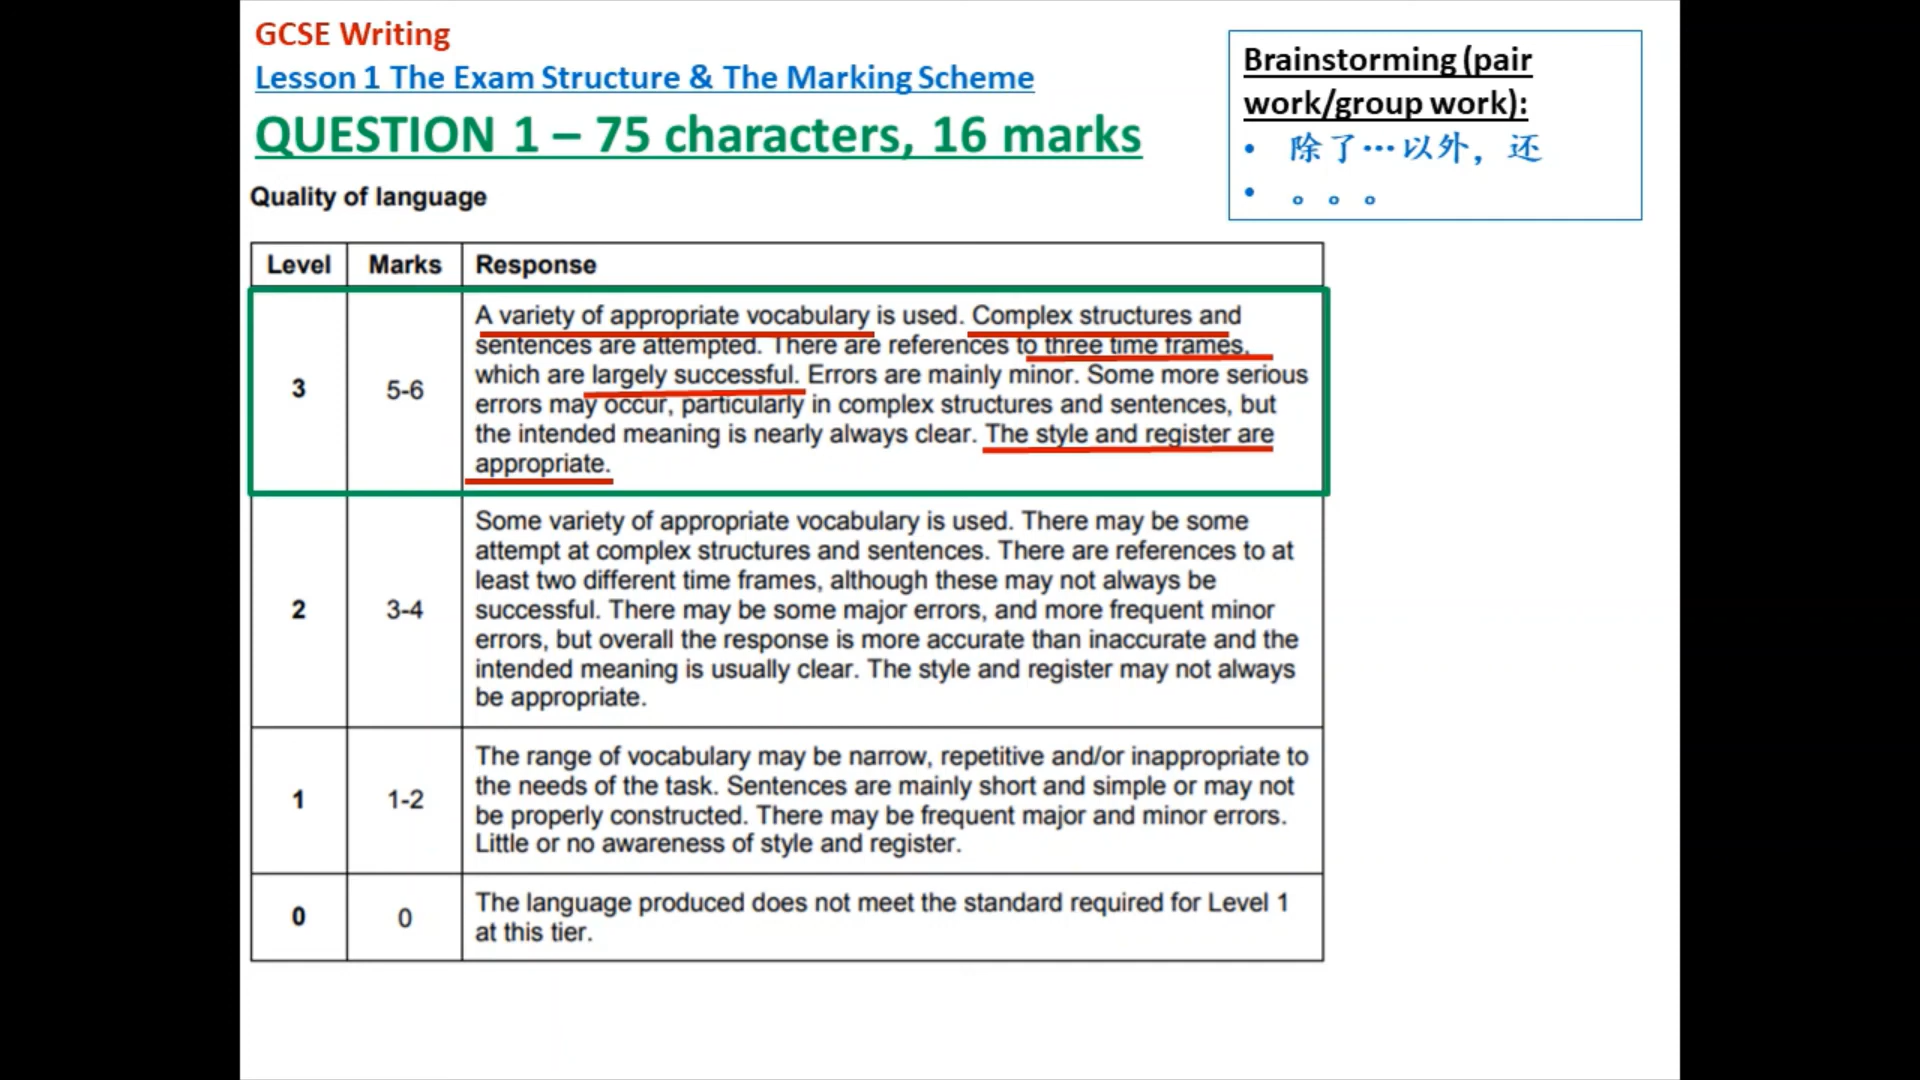 GCSE Writing
Lesson 1 The Exam Structure & The Marking Scheme
QUESTION 1 – 75 characters, 16 marks
Brainstorming (pair
work/group work):
• 除了…以外，还
• 。。。
Quality of language
Level Marks Response
3 5-6 A variety of appropriate vocabulary is used. Complex structures and
sentences are attempted. There are references to three time frames,
which are largely successful. Errors are mainly minor. Some more serious
errors may occur, particularly in complex structures and sentences, but
the intended meaning is nearly always clear. The style and register are
appropriate.
2 3-4 Some variety of appropriate vocabulary is used. There may be some
attempt at complex structures and sentences. There are references to at
least two different time frames, although these may not always be
successful. There may be some major errors, and more frequent minor
errors, but overall the response is more accurate than inaccurate and the
intended meaning is usually clear. The style and register may not always
be appropriate.
1 1-2 The range of vocabulary may be narrow, repetitive and/or inappropriate to
the needs of the task. Sentences are mainly short and simple or may not
be properly constructed. There may be frequent major and minor errors.
Little or no awareness of style and register.
0 0 The language produced does not meet the standard required for Level 1
at this tier.